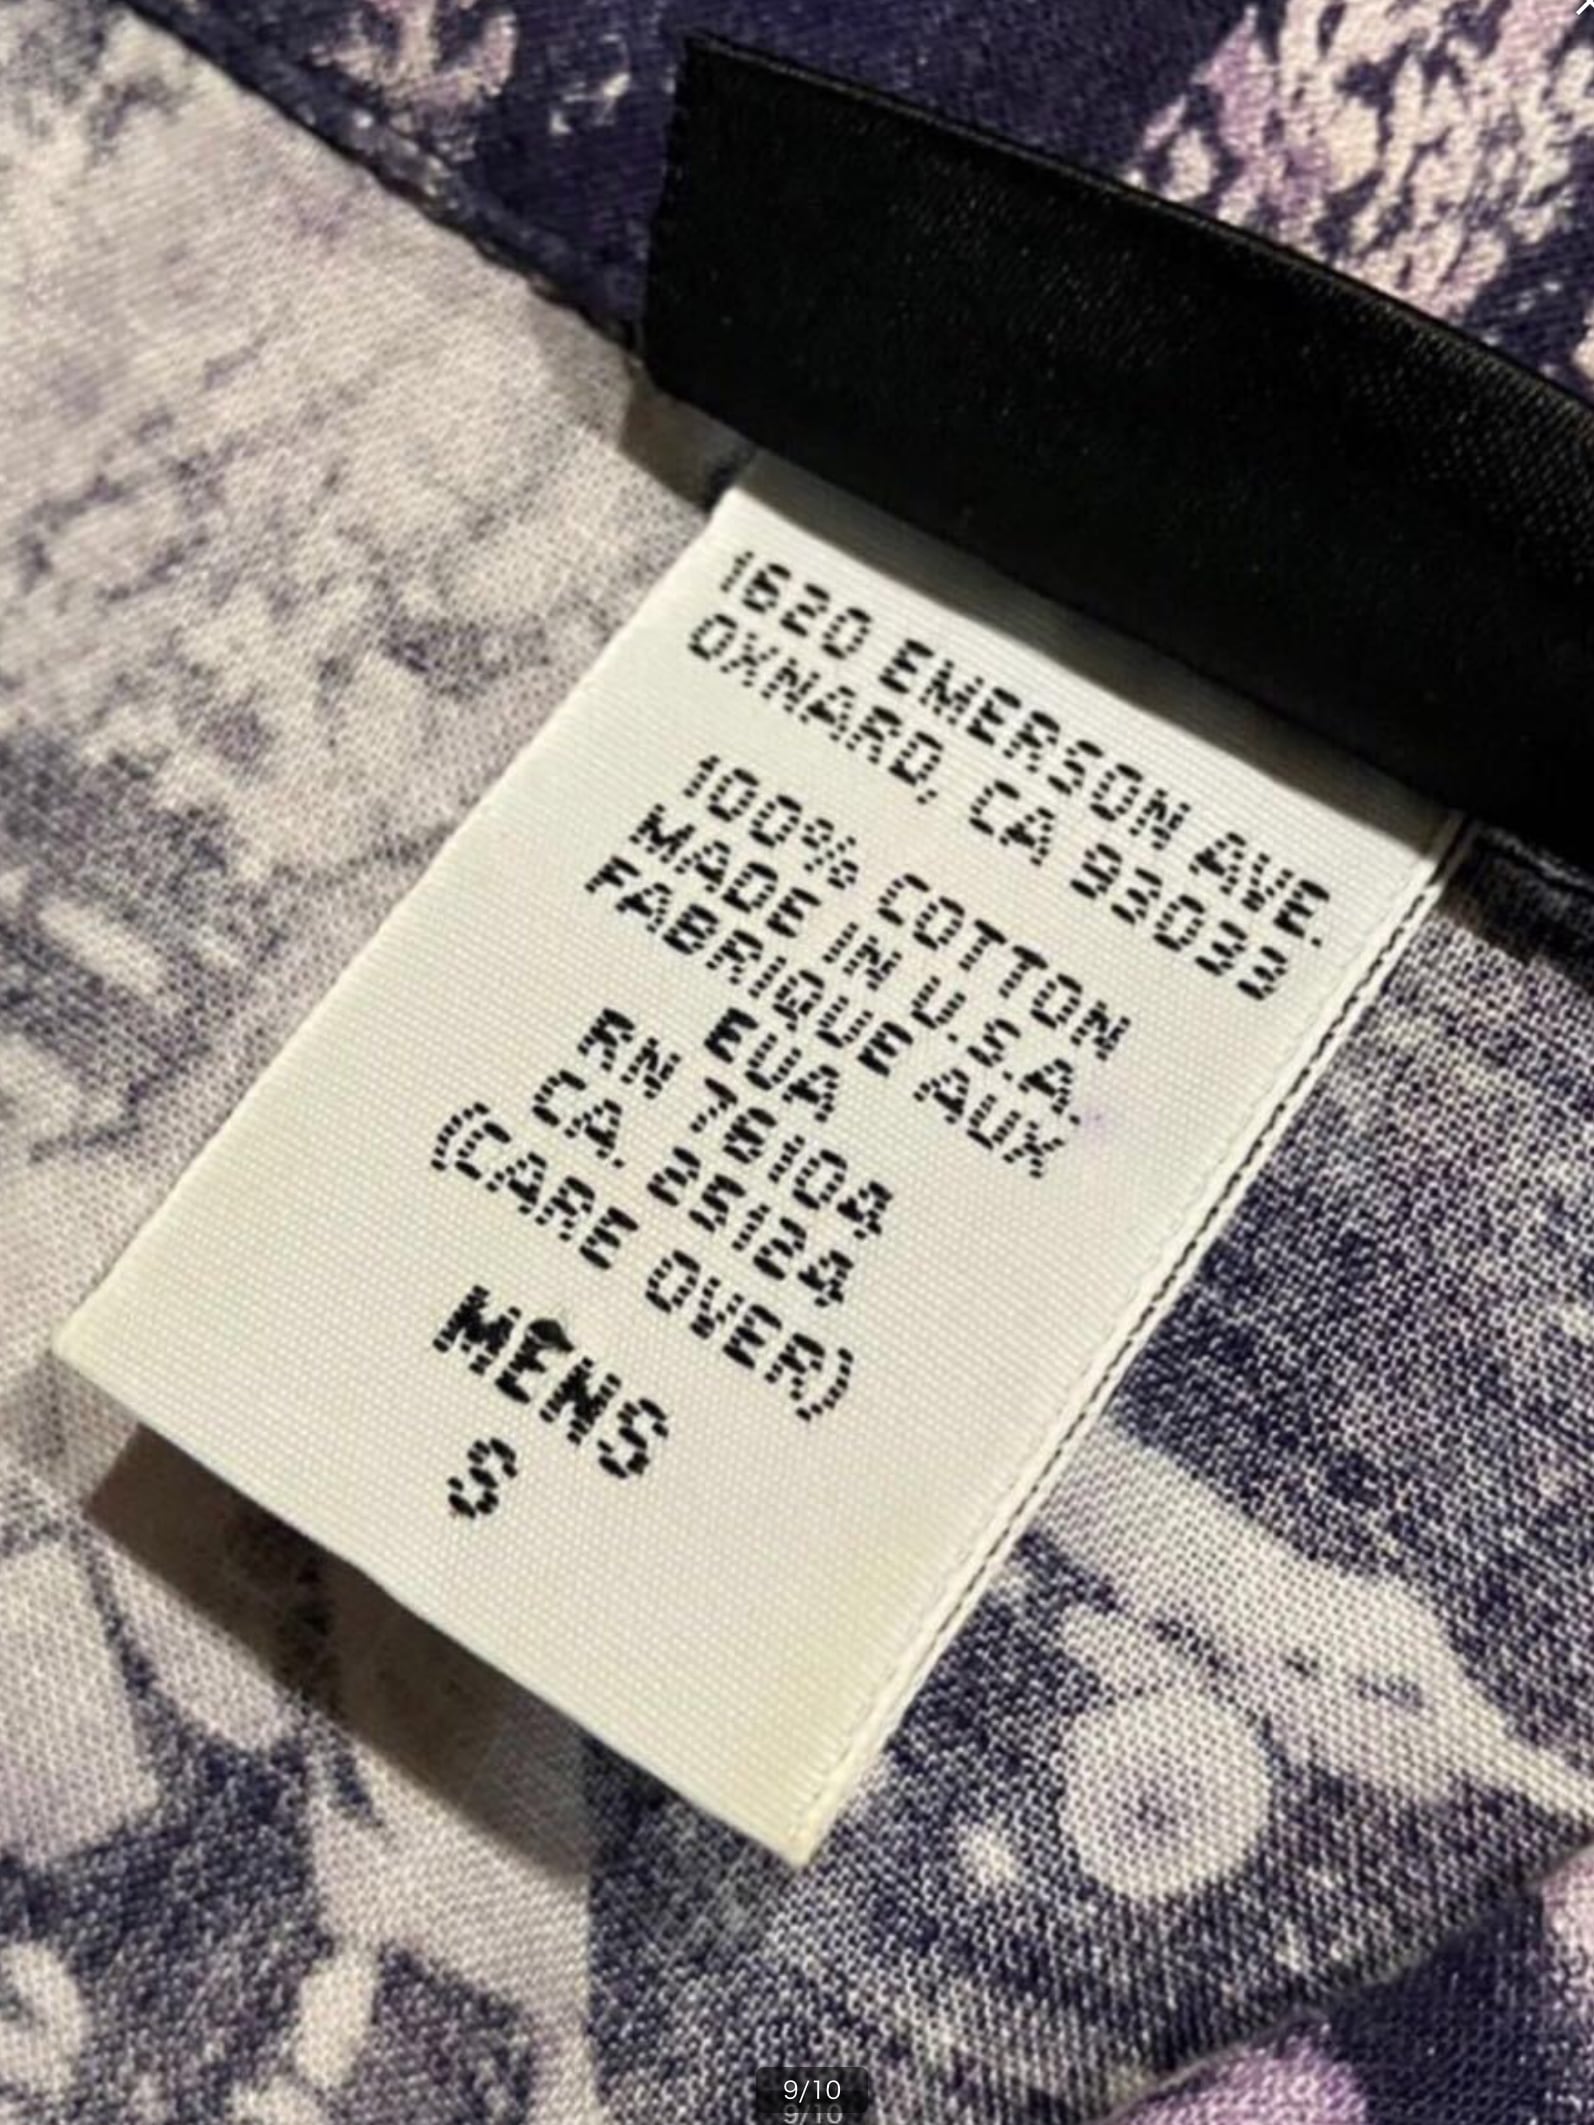 1620 EMERSON AVE.
OXNARD, CA 93033
100% COTTON
MADE IN U.S.A.
FABRIQUE AUX
EUA
RN 76104
CA. 25124
(CARE OVER)
MENS
S
9/10